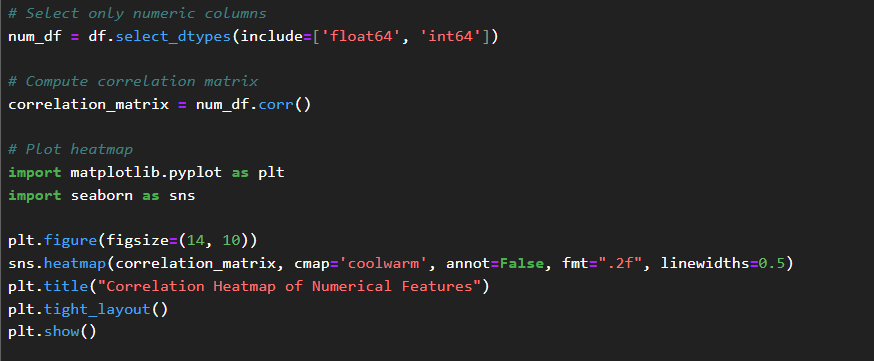 # Select only numeric columns
num_df = df.select_dtypes(include=['float64', 'int64'])
# Compute correlation matrix
correlation_matrix = num_df.corr()
# Plot heatmap
import matplotlib.pyplot as plt
import seaborn as sns
plt.figure(figsize=(14, 10))
sns.heatmap(correlation_matrix, cmap='coolwarm', annot=False, fmt=".2f", linewidths=0.5)
plt.title("Correlation Heatmap of Numerical Features")
plt.tight_layout()
plt.show()